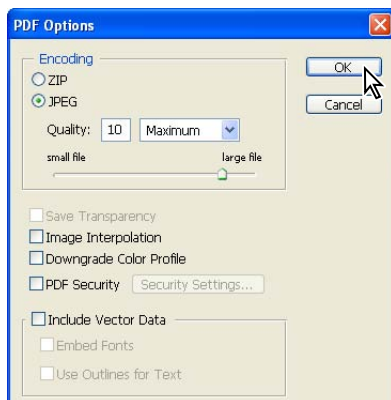 PDF Options
Encoding
ZIP
JPEG
Quality: 10 Maximum
small file large file
Save Transparency
Image Interpolation
Downgrade Color Profile
PDF Security Security Settings...
Include Vector Data
Embed Fonts
Use Outlines for Text
OK
Cancel